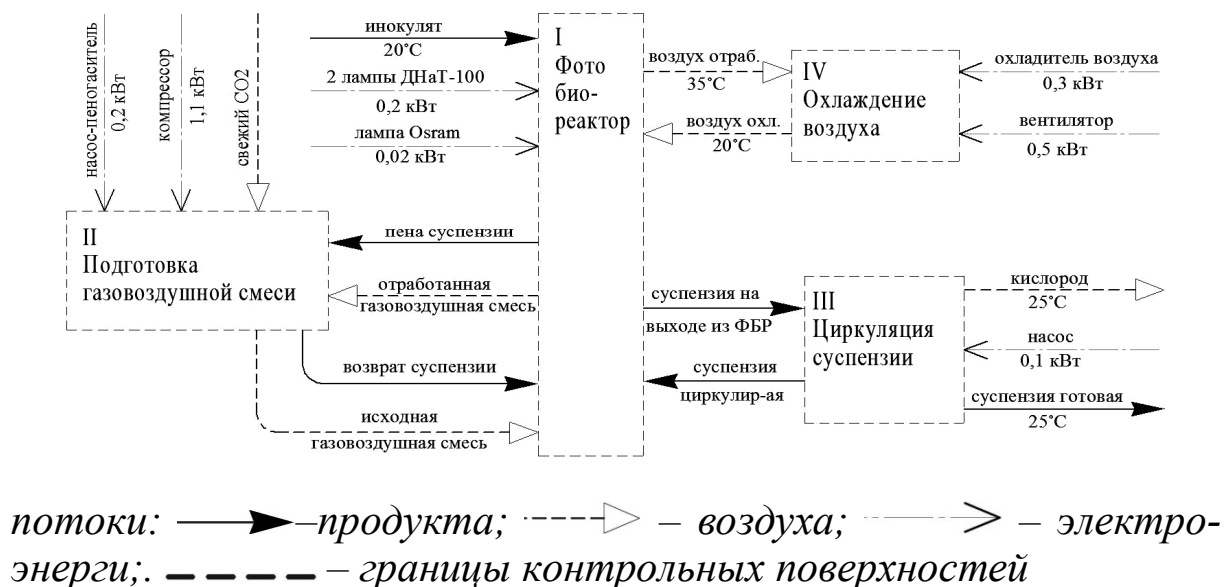 насос-пеногаситель
0,2 кВт
компрессор
1,1 кВт
свежий СО2
инокулят
20°С
2 лампы ДНаТ-100
0,2 кВт
лампа Osram
0,02 кВт
I
Фото
био-
реактор
воздух отраб.
35°С
воздух охл.
20°С
IV
Охлаждение
воздуха
охладитель воздуха
0,3 кВт
вентилятор
0,5 кВт
II
Подготовка
газовоздушной смеси
пена суспензии
отработанная
газовоздушная смесь
возврат суспензии
исходная
газовоздушная смесь
суспензия на
выходе из ФБР
суспензия
циркулир-ая
III
Циркуляция
суспензии
кислород
25°С
насос
0,1 кВт
суспензия готовая
25°С
потоки: –продукта; – воздуха; – электро-
энерги;. – границы контрольных поверхностей